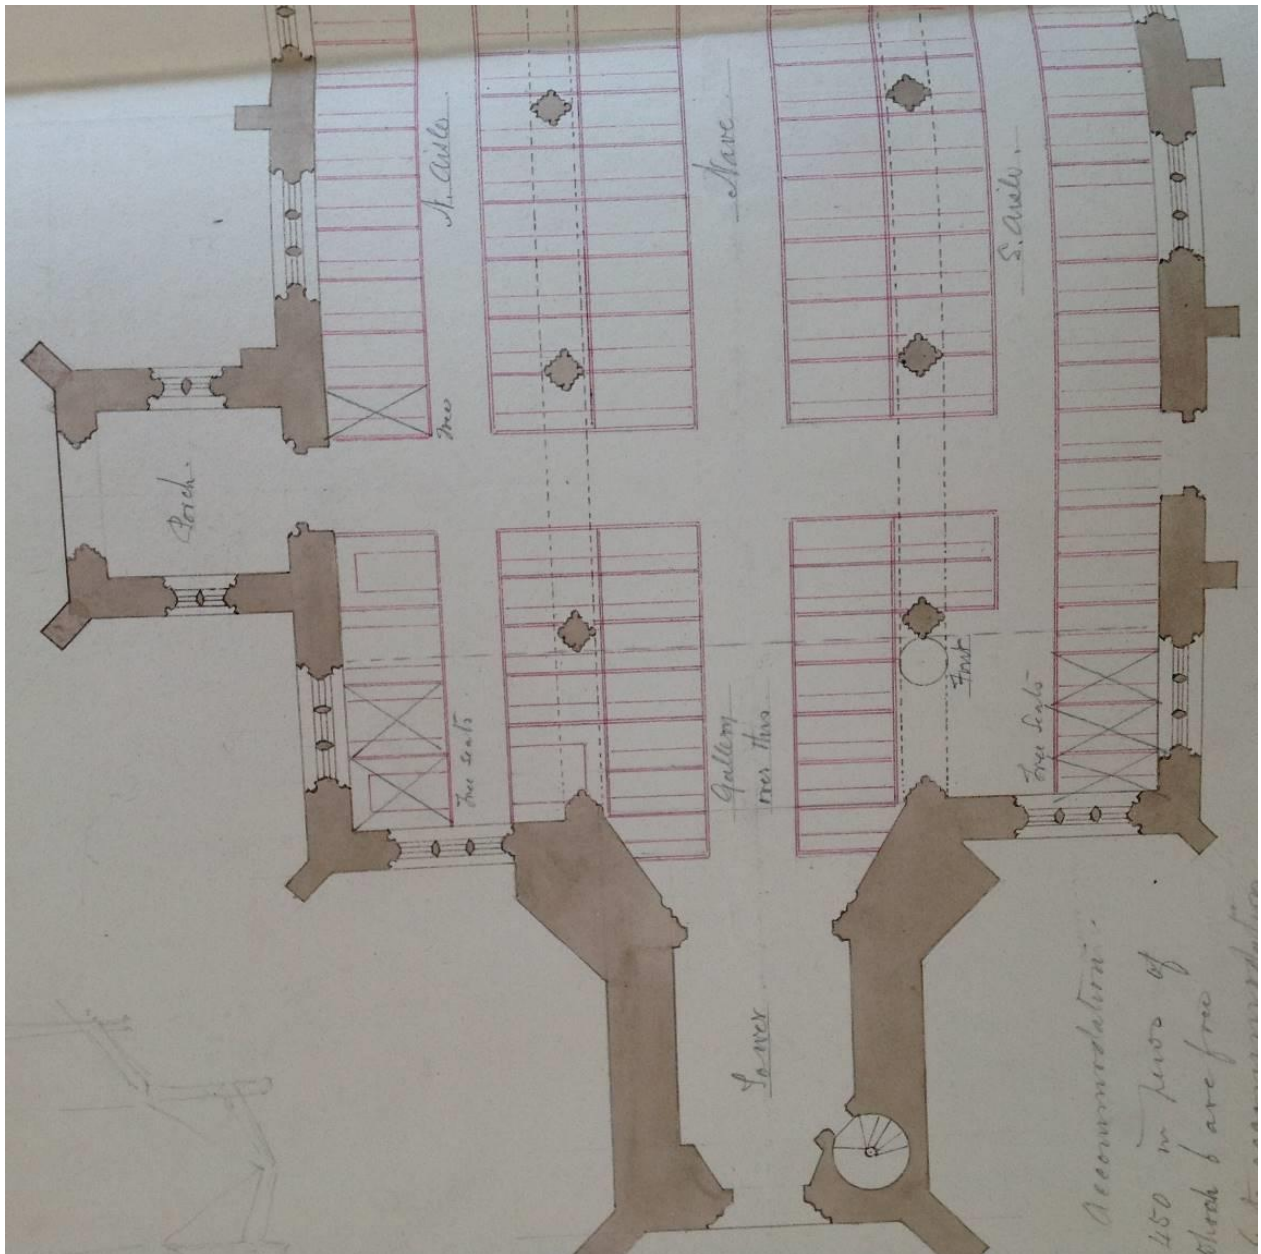 N. Aisle
Nave
S. Aisle
Free
Porch
Free Seats
Gallery
over this
Font
Free Seats
Tower
Accommodation:
450 in pews of
which 6 are free
accommodation